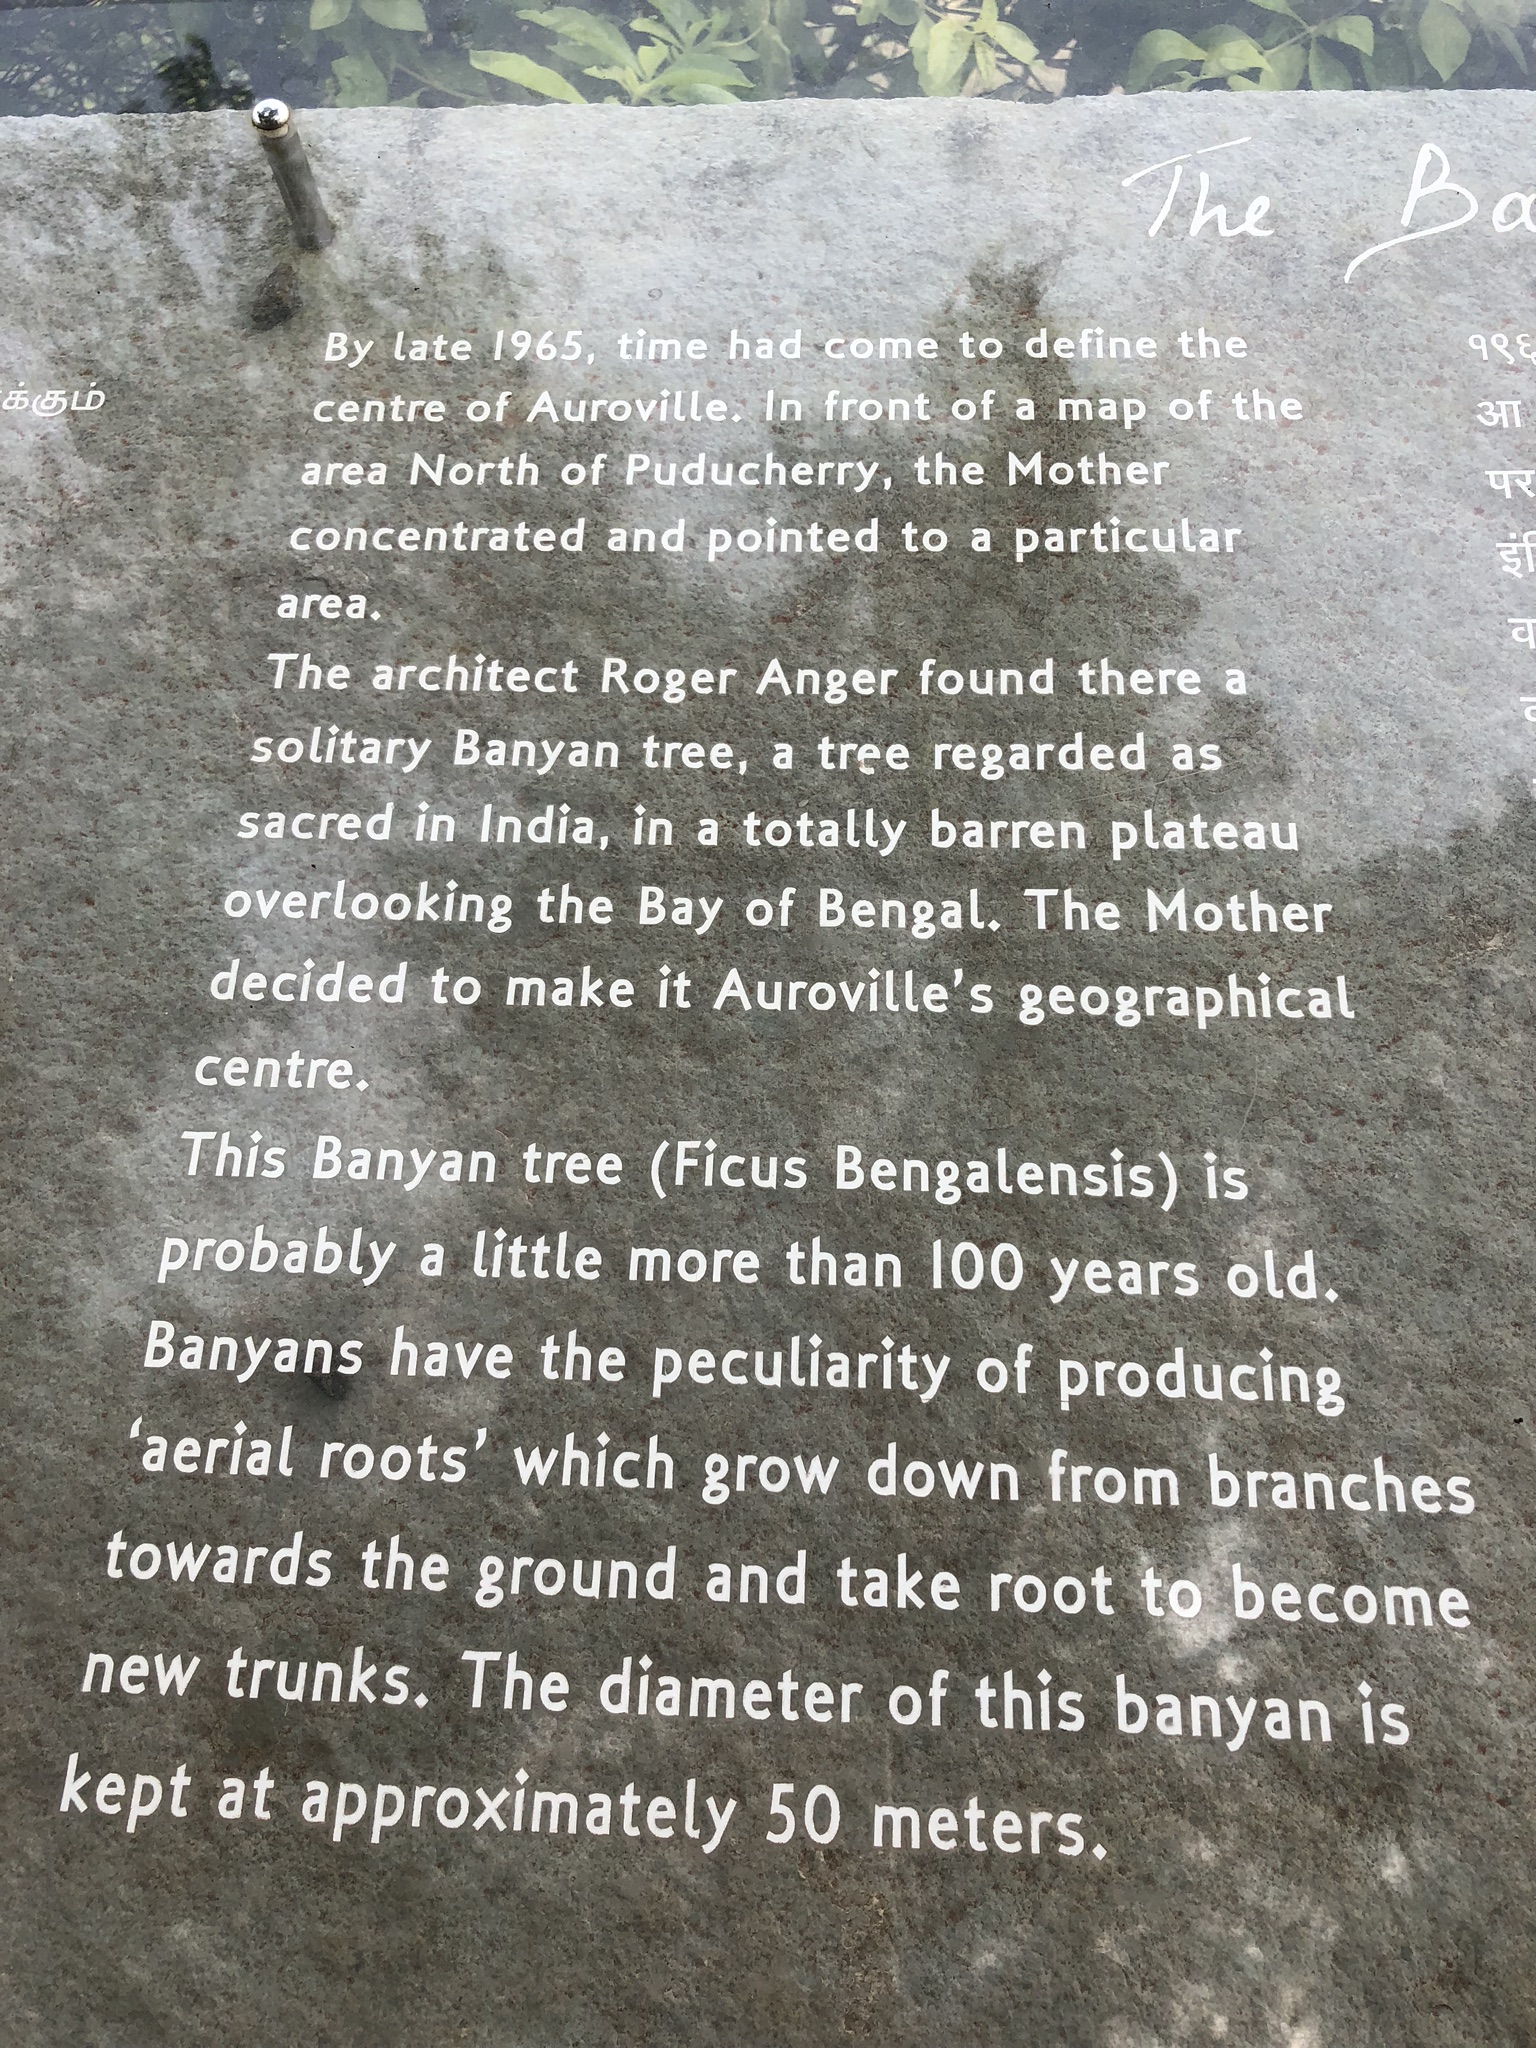 The
க்கும்
By late 1965, time had come to define the
centre of Auroville. In front of a map of the
area North of Puducherry, the Mother
concentrated and pointed to a particular
area.
The architect Roger Anger found there a
solitary Banyan tree, a tree regarded as
sacred in India, in a totally barren plateau
overlooking the Bay of Bengal. The Mother
decided to make it Auroville's geographical
centre.
This Banyan tree (Ficus Bengalensis) is
probably a little more than 100 years old.
Banyans have the peculiarity of producing
‘aerial roots’ which grow down from branches
towards the ground and take root to become
new trunks. The diameter of this banyan is
kept at approximately 50 meters.
आ
पर